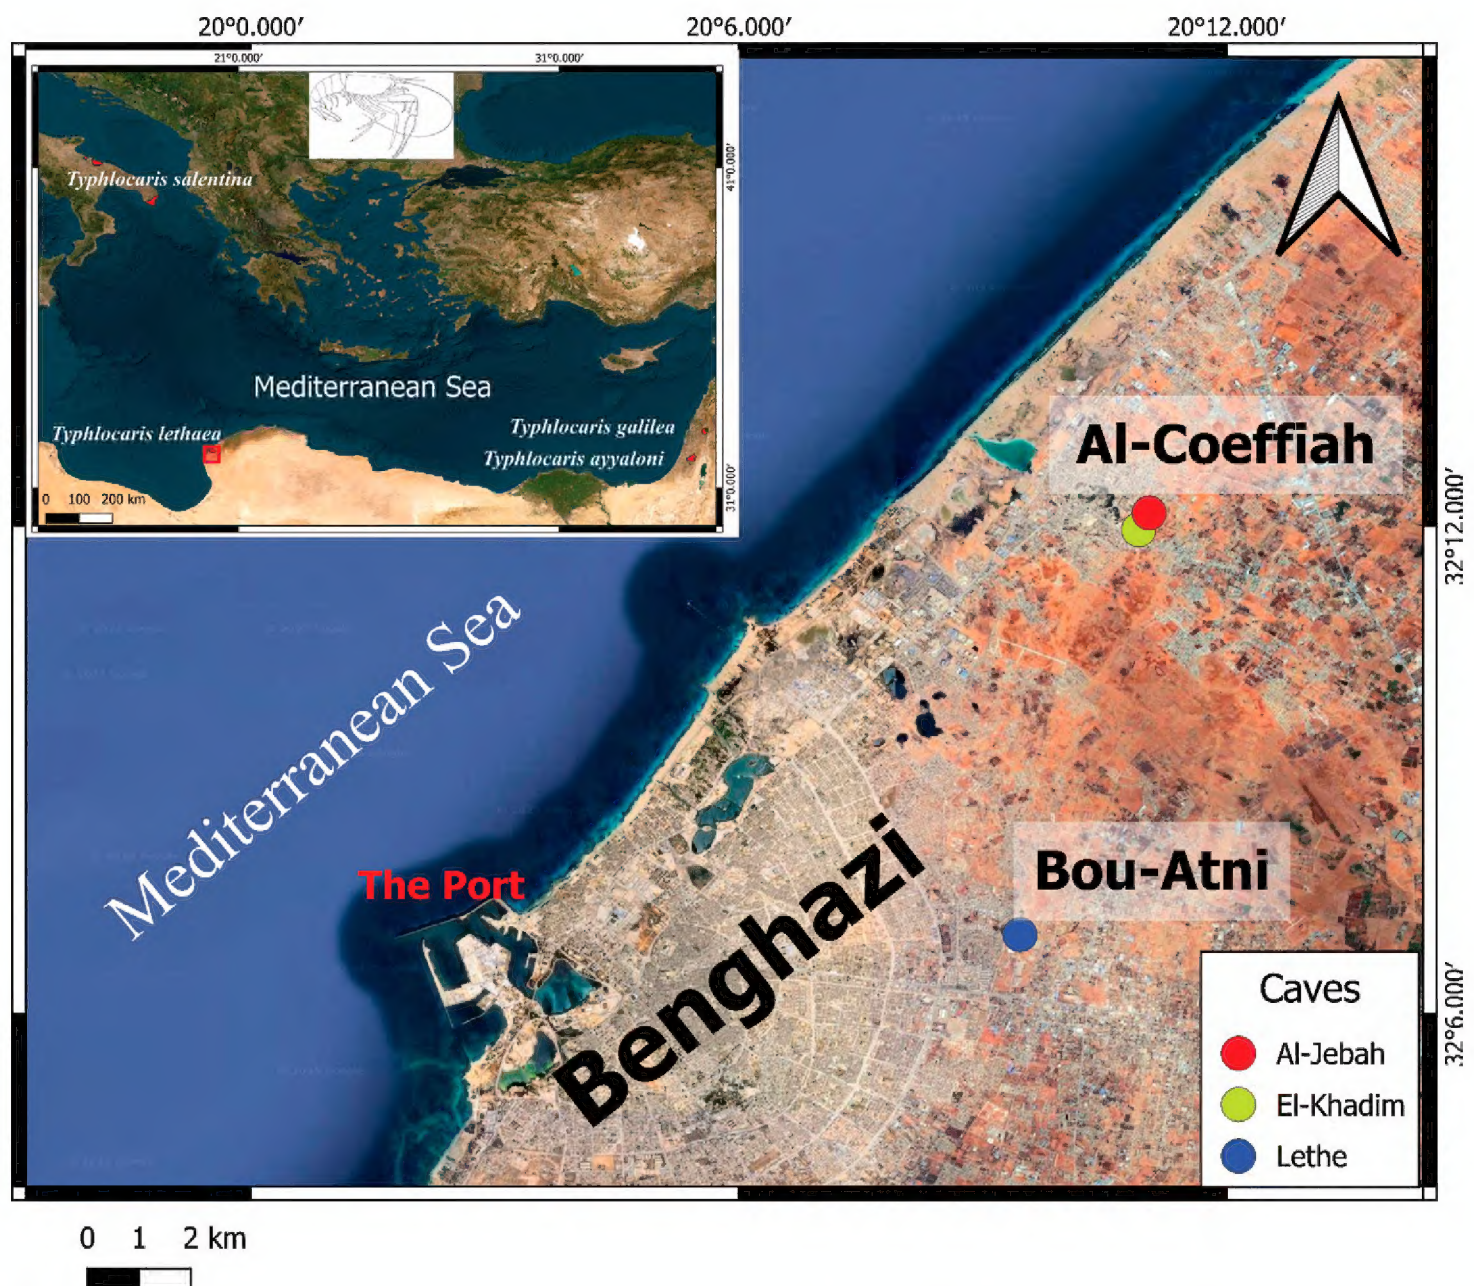 20°0.000′ 20°6.000′ 20°12.000′
21°0.000′ 31°0.000′
41°0.000′
Typhlocaris salentina
Mediterranean Sea
Typhlocaris lethaea
Typhlocaris galilea
Typhlocaris ayyaloni
0 100 200 km
31°0.000′
Al-Coeffiah
32°12.000′
Mediterranean Sea
The Port
Benghazi
Bou-Atni
32°6.000′
Caves
Al-Jebah
El-Khadim
Lethe
0 1 2 km